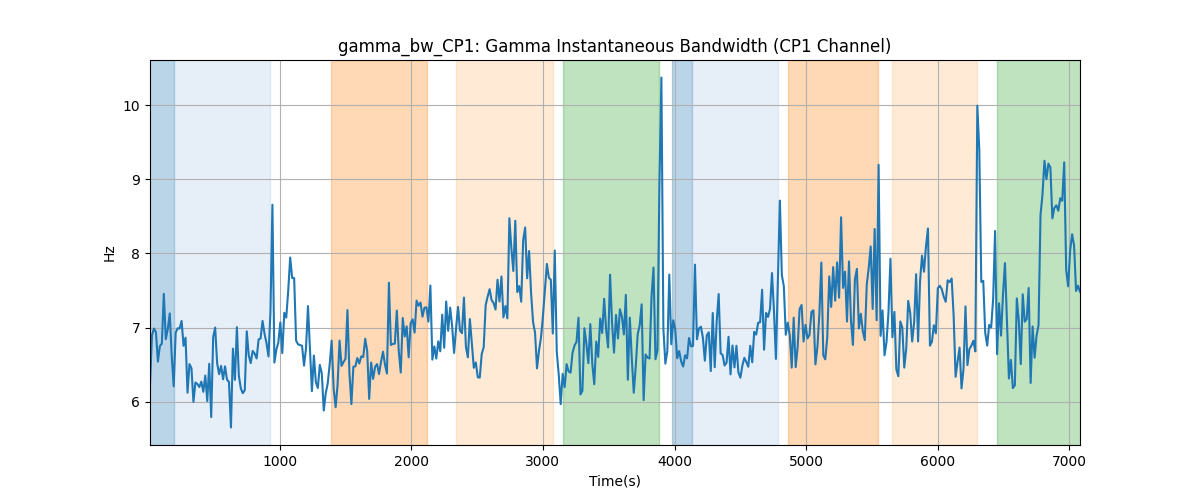 gamma_bw_CP1: Gamma Instantaneous Bandwidth (CP1 Channel)
10
9
8
7
6
Hz
1000 2000 3000 4000 5000 6000 7000
Time(s)